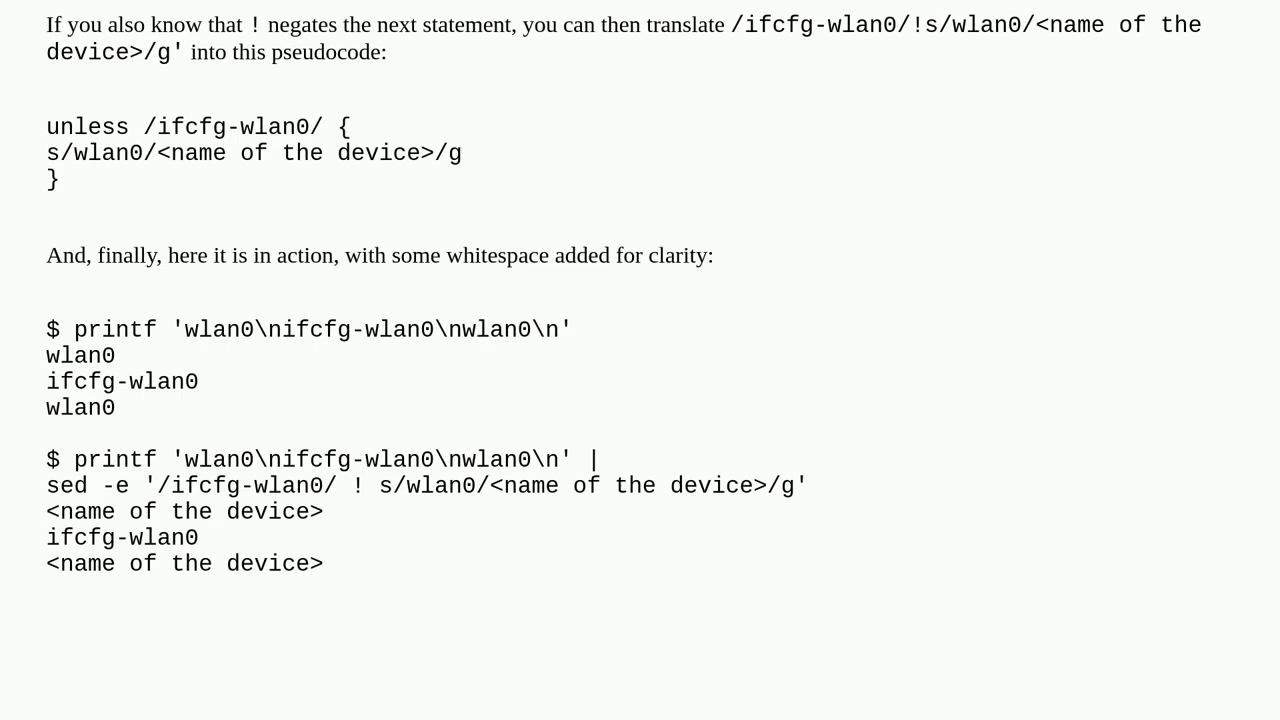 If you also know that ! negates the next statement, you can then translate /ifcfg-wlan0/!s/wlan0/<name of the
device>/g' into this pseudocode:
unless /ifcfg-wlan0/ {
s/wlan0/<name of the device>/g
}
And, finally, here it is in action, with some whitespace added for clarity:
$ printf 'wlan0\nifcfg-wlan0\nwlan0\n'
wlan0
ifcfg-wlan0
wlan0
$ printf 'wlan0\nifcfg-wlan0\nwlan0\n' |
sed -e '/ifcfg-wlan0/ ! s/wlan0/<name of the device>/g'
<name of the device>
ifcfg-wlan0
<name of the device>